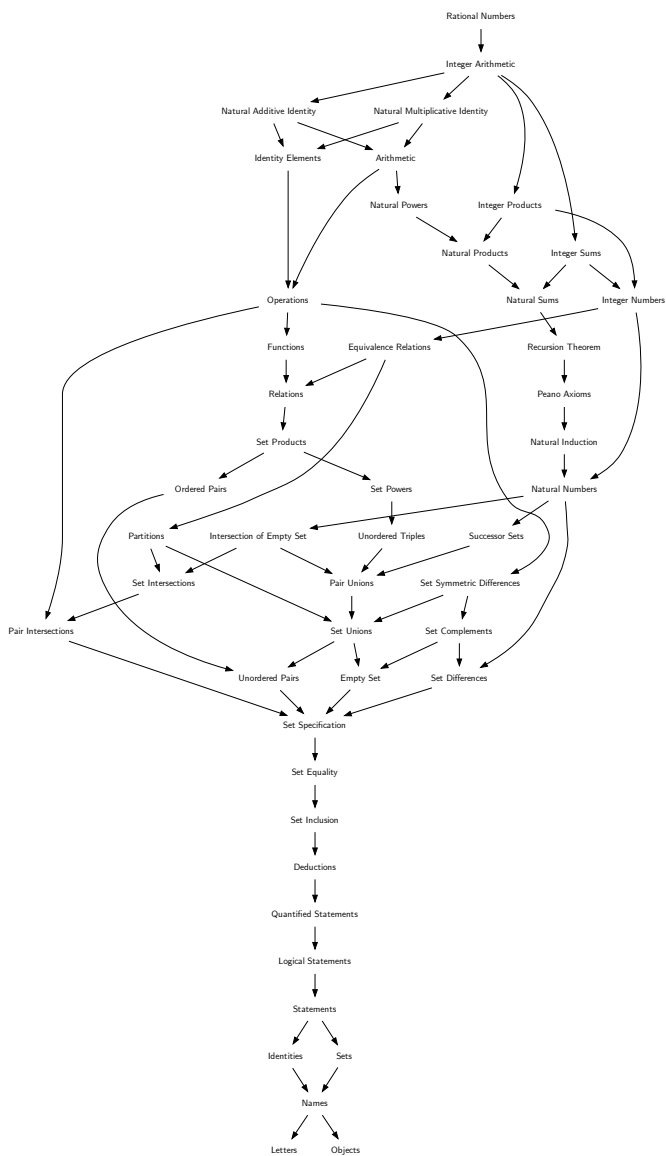 Rational Numbers
Integer Arithmetic
Natural Additive Identity
Natural Multiplicative Identity
Identity Elements
Arithmetic
Natural Powers
Integer Products
Natural Products
Integer Sums
Operations
Natural Sums
Integer Numbers
Functions
Equivalence Relations
Recursion Theorem
Relations
Peano Axioms
Set Products
Natural Induction
Ordered Pairs
Set Powers
Natural Numbers
Partitions
Intersection of Empty Set
Unordered Triples
Successor Sets
Set Intersections
Pair Unions
Set Symmetric Differences
Pair Intersections
Set Unions
Set Complements
Unordered Pairs
Empty Set
Set Differences
Set Specification
Set Equality
Set Inclusion
Deductions
Quantified Statements
Logical Statements
Statements
Identities
Sets
Names
Letters
Objects